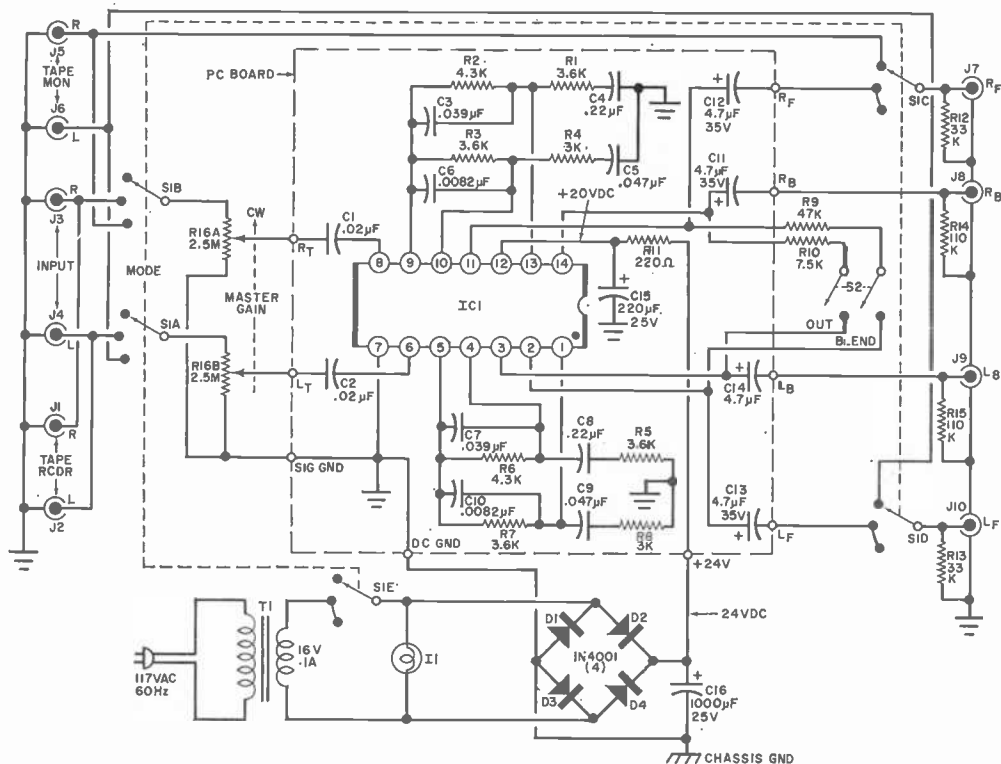 R
J5
TAPE
MON
J6
L
R
J3
INPUT
J4
L
J1
R
TAPE
RCDR
L
J2
PC BOARD
S1B
MODE
S1A
R16A
2.5M
CW
MASTER
GAIN
R16B
2.5M
RT
LT
C1
.02µF
C2
.02µF
SIG GND
R2
4.3K
R1
3.6K
C3
.039µF
C4
.22µF
R3
3.6K
R4
3K
C6
.0082µF
C5
.047µF
+20VDC
8
9
10
11
12
13
14
IC1
7
6
5
4
3
2
1
R11
220Ω
+
C15
220µF
25V
+
C12
4.7µF
35V
RF
C11
4.7µF
35V
+
RB
R9
47K
R10
7.5K
S2
OUT
BLEND
+
C14
4.7µF
LB
C13
4.7µF
35V
+
LF
C7
.039µF
R6
4.3K
C10
.0082µF
R7
3.6K
C8
.22µF
R5
3.6K
C9
.047µF
R8
3K
DC GND
+24V
S1C
J7
RF
R12
33
K
J8
RB
R14
110
K
J9
LB
R15
110
K
S1D
J10
LF
R13
33
K
117VAC
60Hz
T1
16V
.1A
S1E
I1
D1
D2
IN4001
(4)
D3
D4
24VDC
+
C16
1000µF
25V
CHASSIS GND